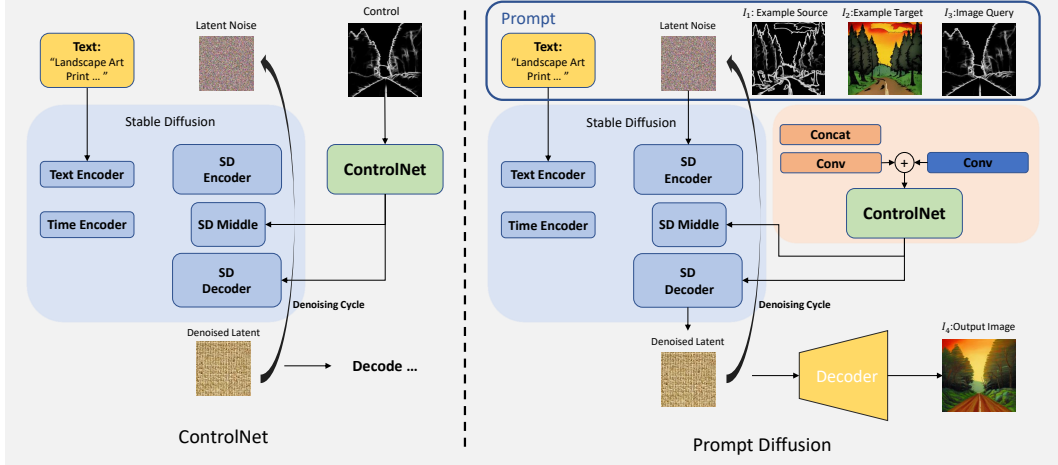 Text:
“Landscape Art
Print ... ”
Latent Noise
Control
Stable Diffusion
Text Encoder
Time Encoder
SD
Encoder
SD Middle
SD
Decoder
ControlNet
Denoising Cycle
Denoised Latent
Decode ...
ControlNet
Prompt
Text:
“Landscape Art
Print ... ”
Latent Noise
I₁: Example Source
I₂:Example Target
I₃:Image Query
Stable Diffusion
Text Encoder
Time Encoder
SD
Encoder
SD Middle
SD
Decoder
Concat
Conv
+
Conv
ControlNet
Denoising Cycle
Denoised Latent
Decoder
I₄:Output Image
Prompt Diffusion